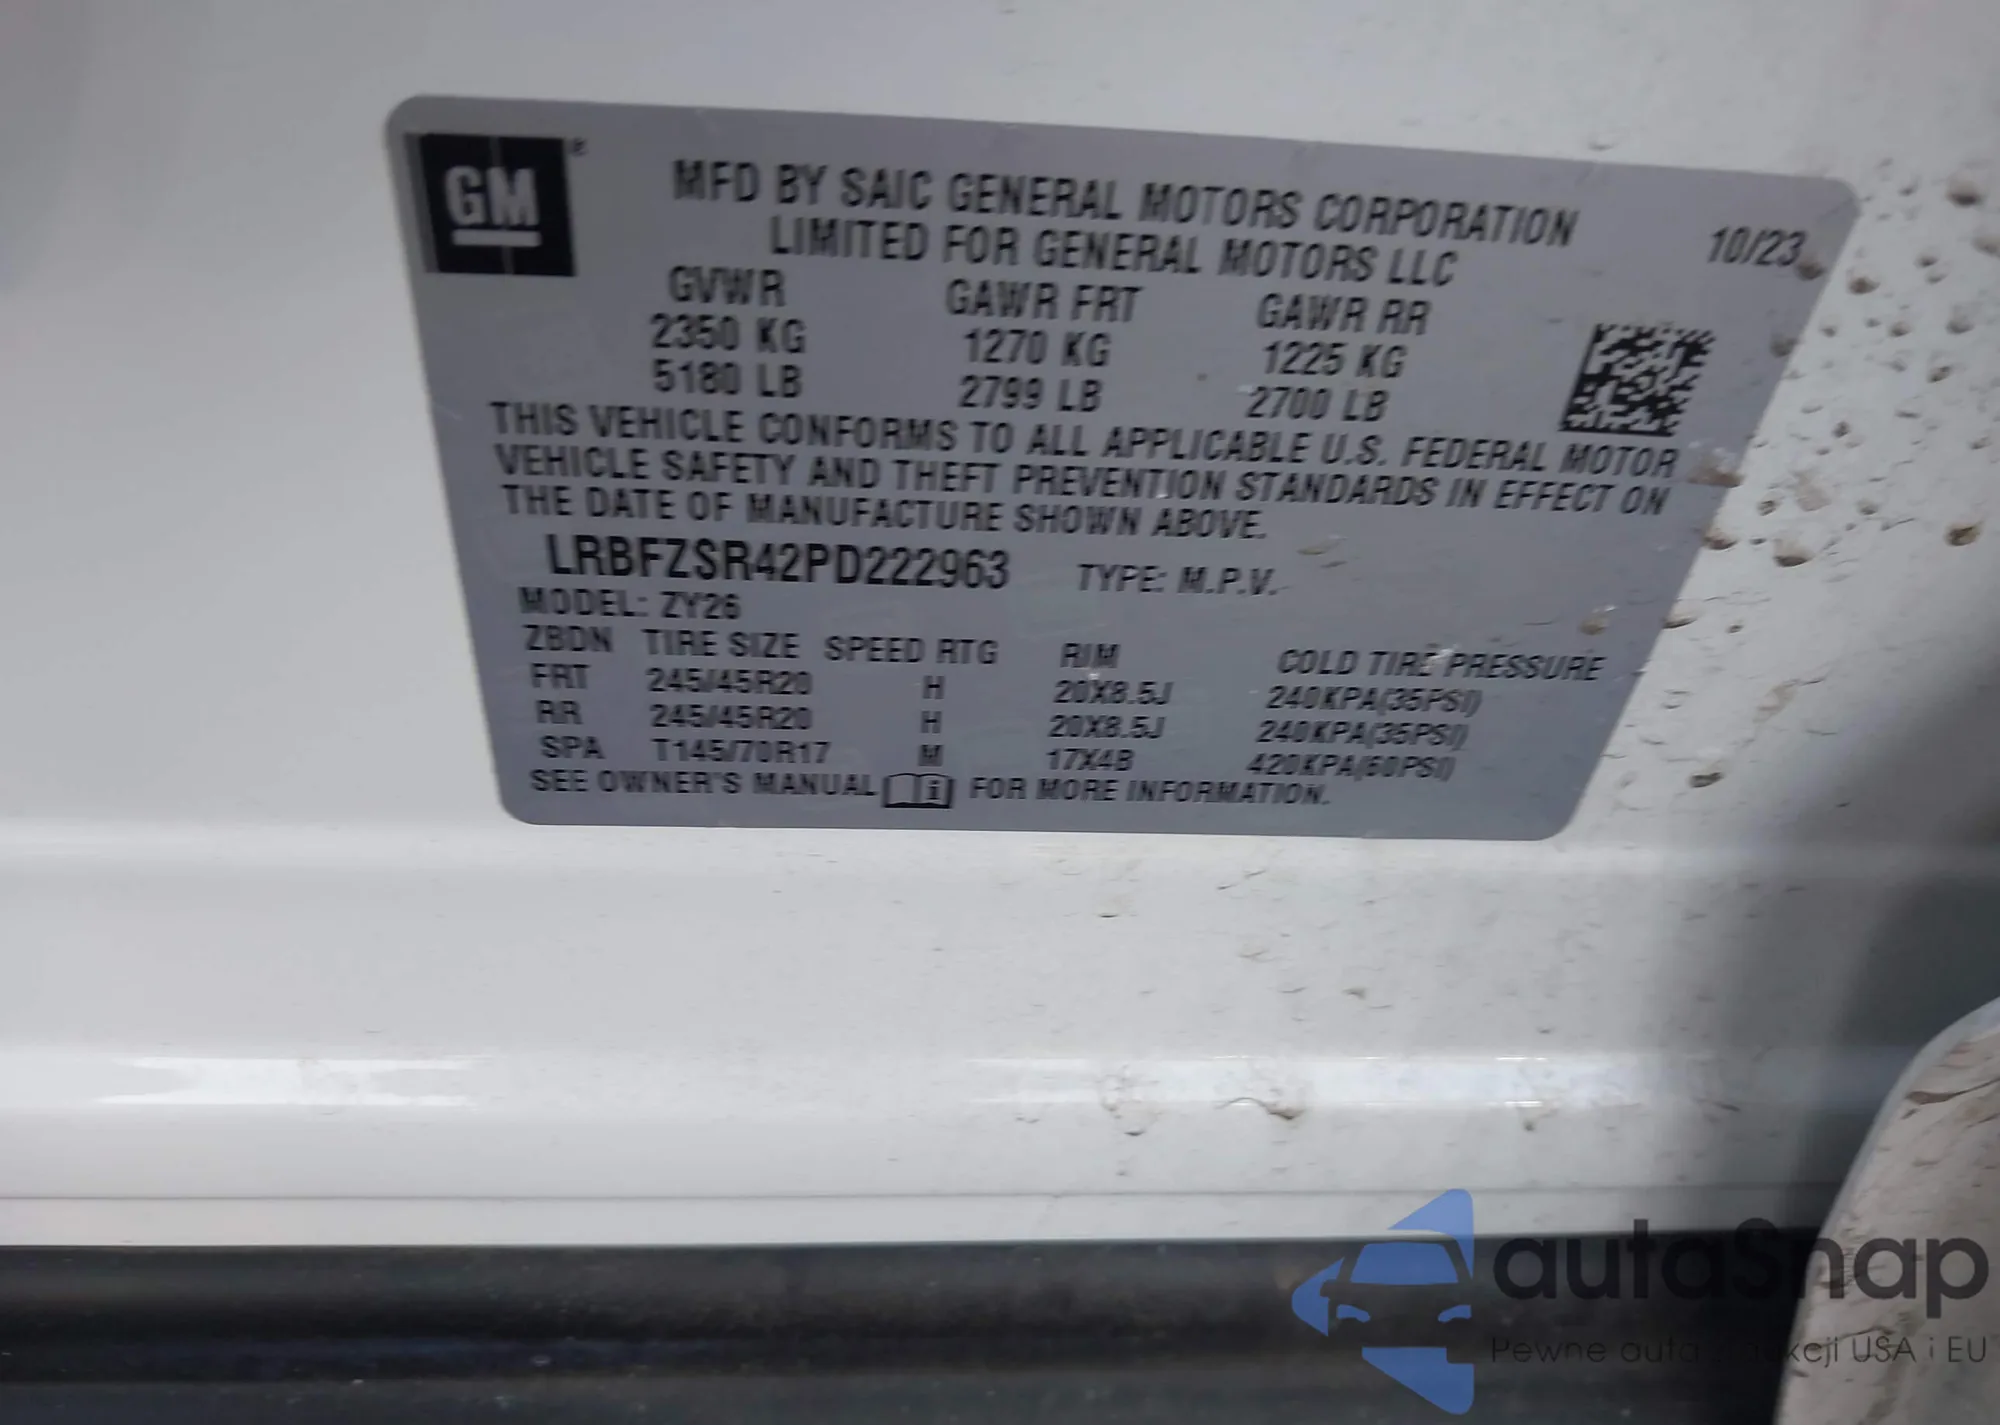 GM
MFD BY SAIC GENERAL MOTORS CORPORATION
LIMITED FOR GENERAL MOTORS LLC
10/23
GVWR GAWR FRT GAWR RR
2350 KG 1270 KG 1225 KG
5180 LB 2799 LB 2700 LB
THIS VEHICLE CONFORMS TO ALL APPLICABLE U.S. FEDERAL MOTOR
VEHICLE SAFETY AND THEFT PREVENTION STANDARDS IN EFFECT ON
THE DATE OF MANUFACTURE SHOWN ABOVE.
LRBFZSR42PD222963 TYPE: M.P.V.
MODEL: ZY26
ZBDN TIRE SIZE SPEED RTG RIM COLD TIRE PRESSURE
FRT 245/45R20 H 20X8.5J 240KPA(35PSI)
RR 245/45R20 H 20X8.5J 240KPA(35PSI)
SPA T145/70R17 M 17X4B 420KPA(60PSI)
SEE OWNER'S MANUAL FOR MORE INFORMATION.
autaSnap
Pewne auta USA i EU